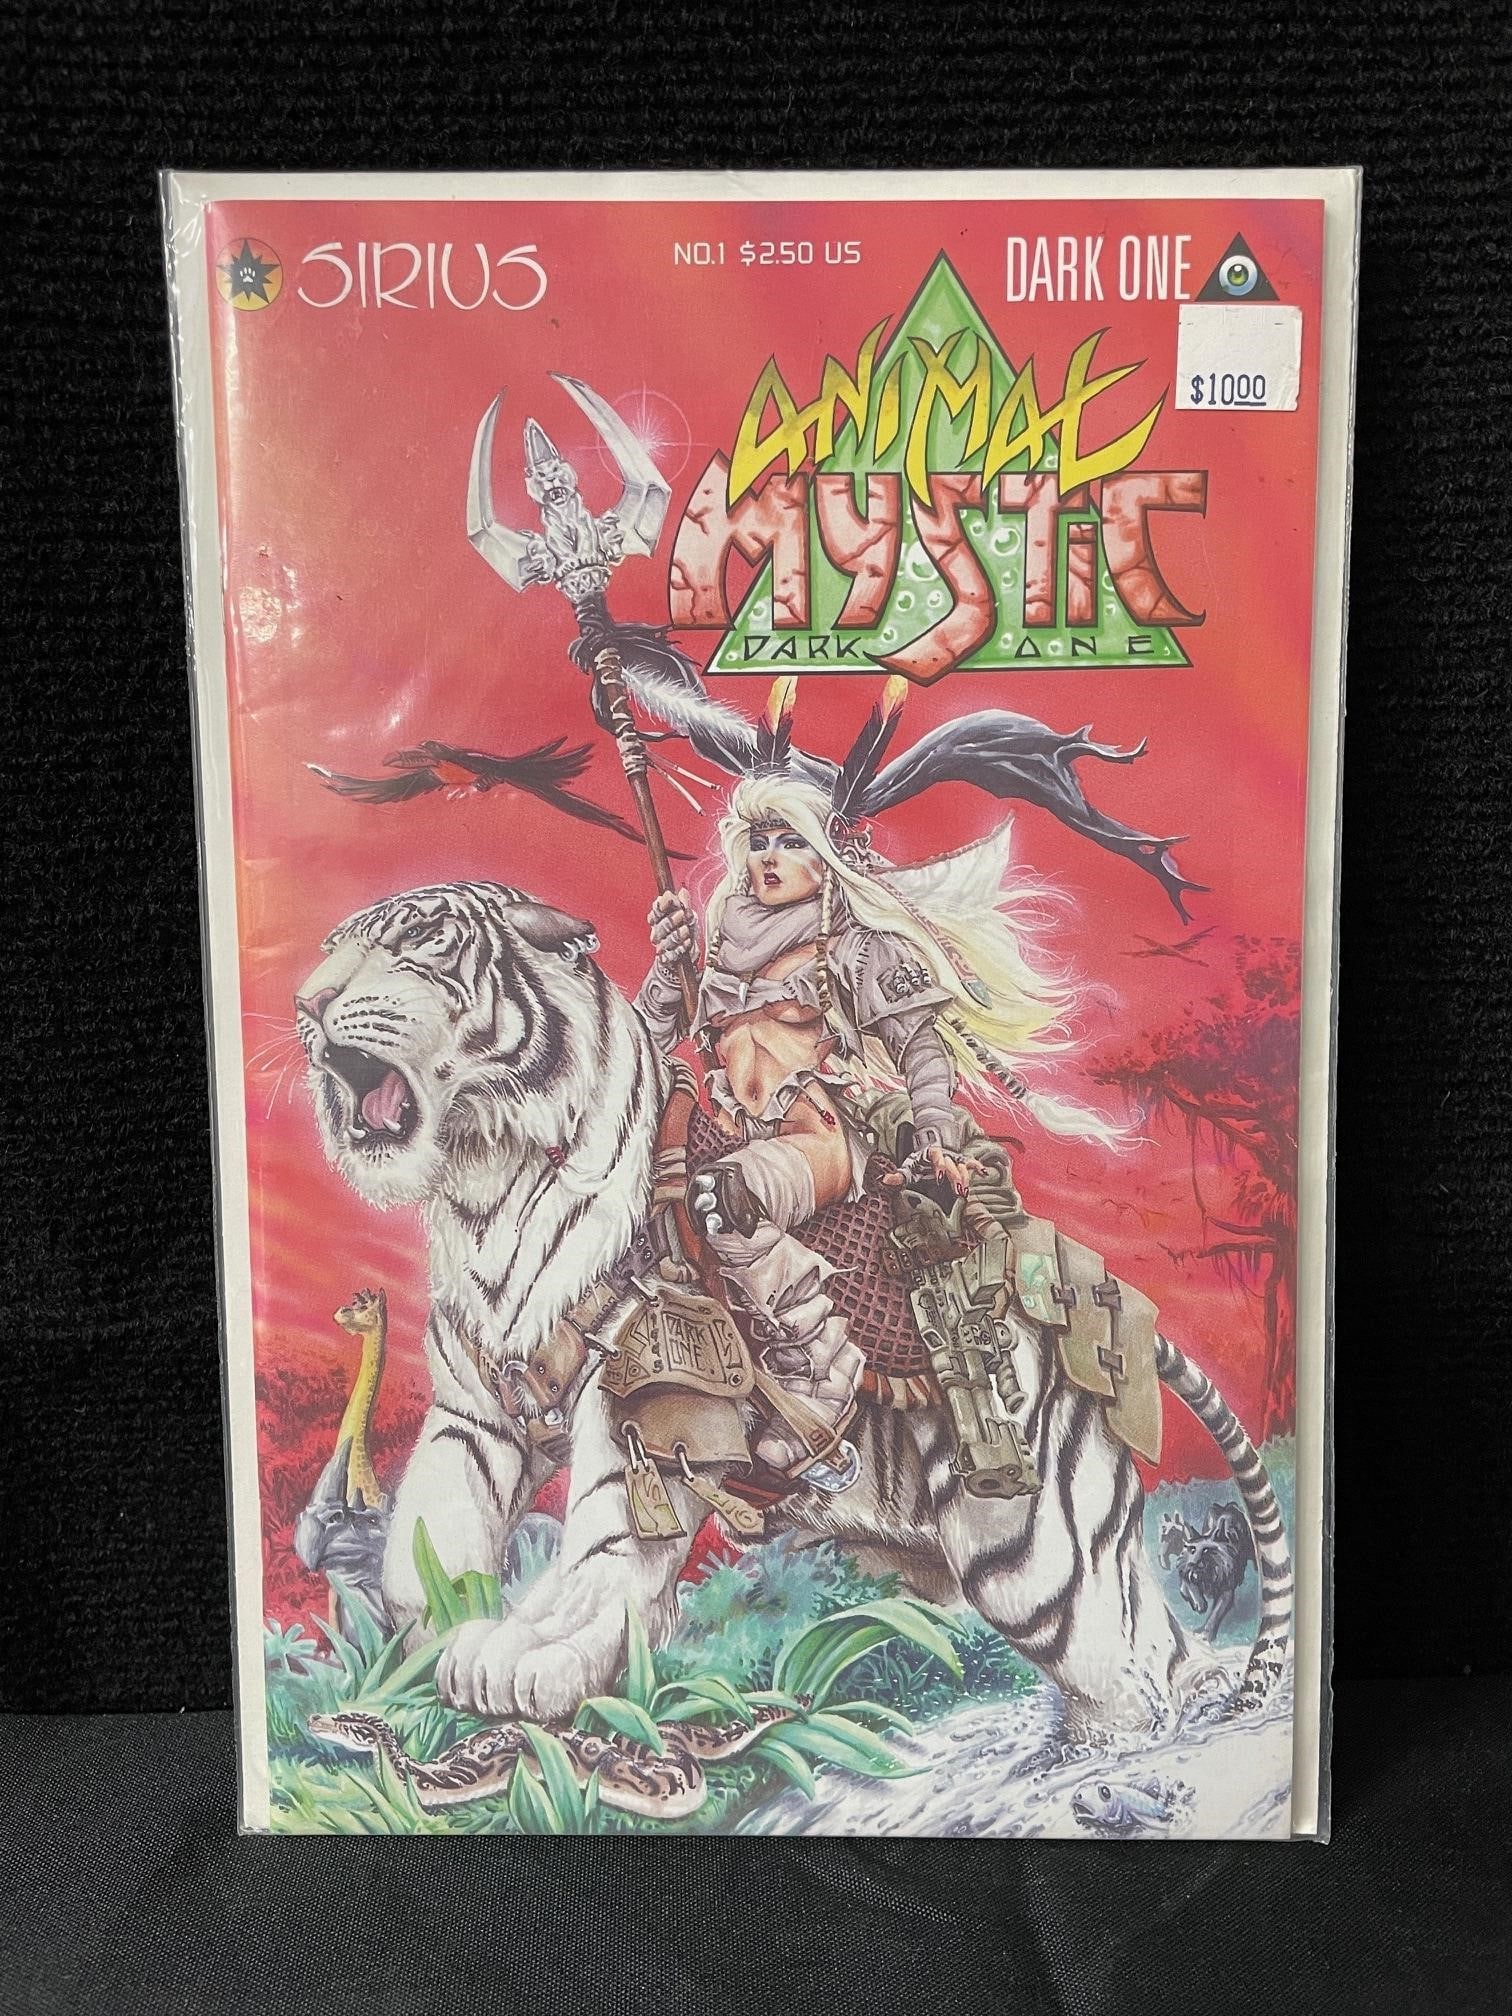 SIRIUS
NO.1 $2.50 US
DARK ONE
$10.00
ANIMAL
MYSTIC
DARK ONE
DARK
ONE